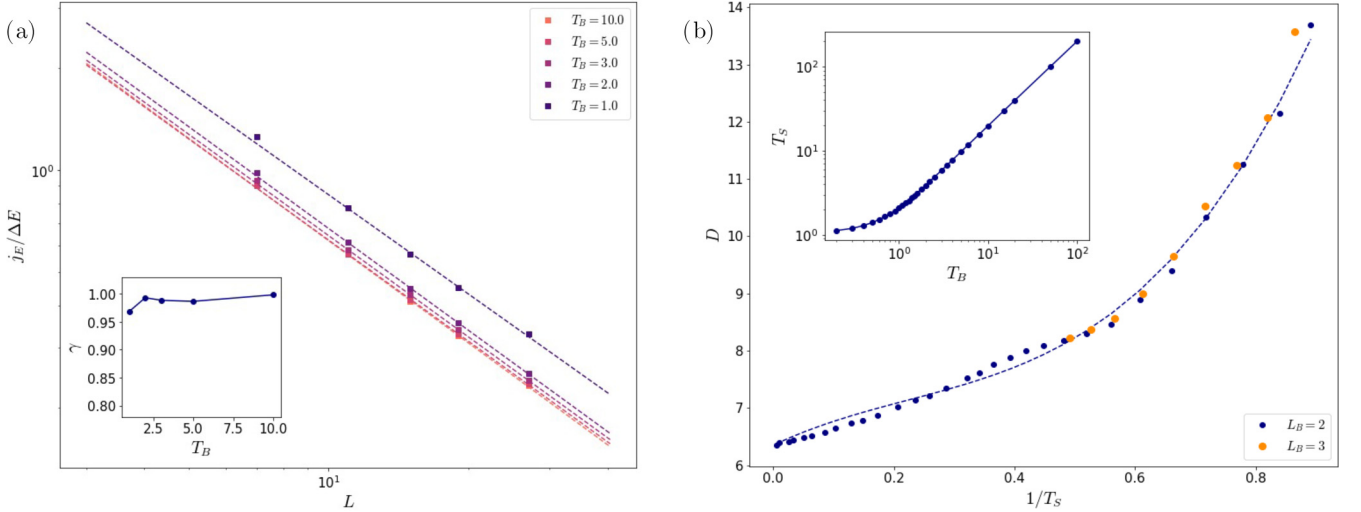 (a)
T_B = 10.0
T_B = 5.0
T_B = 3.0
T_B = 2.0
T_B = 1.0
10^0
j_E/ΔE
10^1
L
1.00
0.95
0.90
0.85
0.80
γ
2.5
5.0
7.5
10.0
T_B
(b)
14
13
12
11
10
9
8
7
6
D
0.0
0.2
0.4
0.6
0.8
1/T_S
10^2
10^1
10^0
T_S
10^0
10^1
10^2
T_B
L_B = 2
L_B = 3